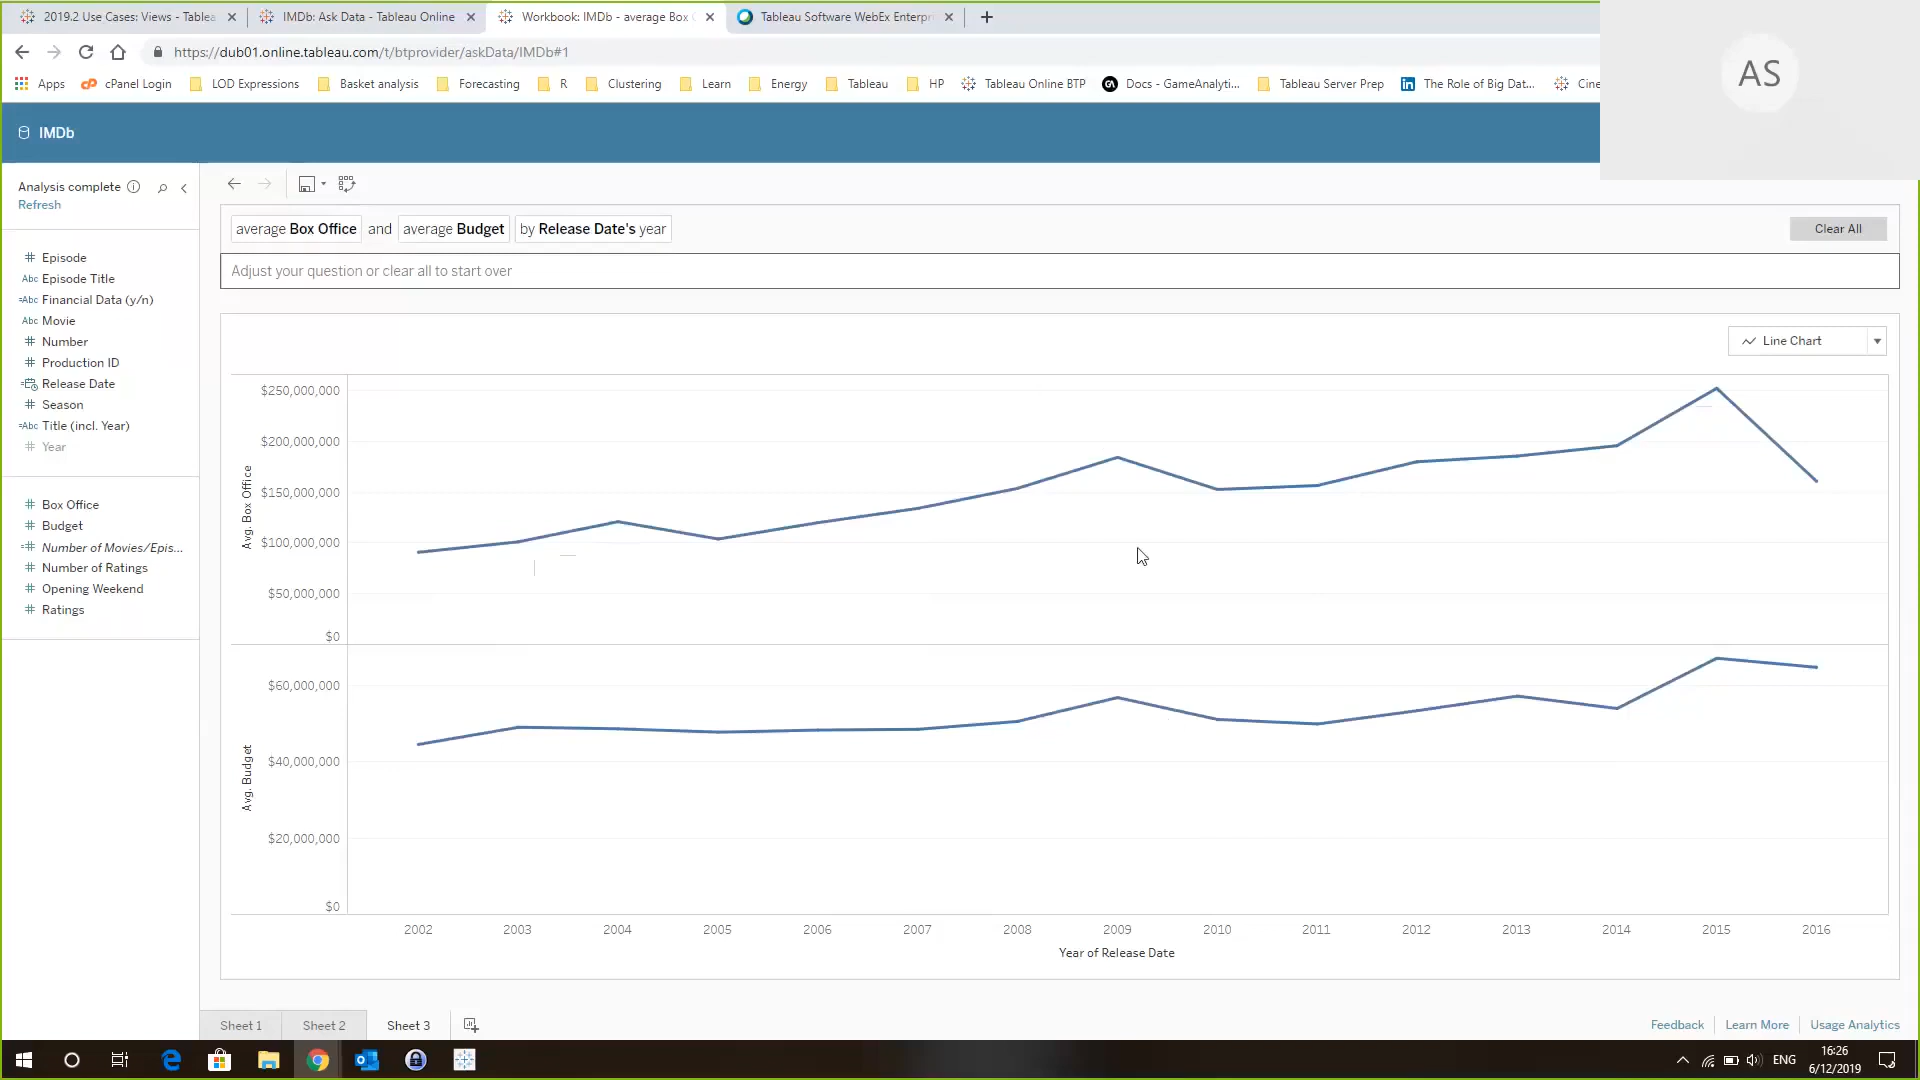 2019.2 Use Cases: Views - Tablea
IMDb: Ask Data - Tableau Online
Workbook: IMDb - average Box
Tableau Software WebEx Enterpr
https://dub01.online.tableau.com/t/btprovider/askData/IMDb#1
Apps
cPanel Login
LOD Expressions
Basket analysis
Forecasting
R
Clustering
Learn
Energy
Tableau
HP
Tableau Online BTP
Docs - GameAnalyti...
Tableau Server Prep
The Role of Big Dat...
Cine
AS
IMDb
Analysis complete
Refresh
# Episode
Abc Episode Title
=Abc Financial Data (y/n)
Abc Movie
# Number
# Production ID
Release Date
# Season
=Abc Title (incl. Year)
# Year
# Box Office
# Budget
=# Number of Movies/Epis...
# Number of Ratings
# Opening Weekend
# Ratings
average Box Office and average Budget by Release Date's year
Clear All
Adjust your question or clear all to start over
Line Chart
Avg. Box Office
$250,000,000
$200,000,000
$150,000,000
$100,000,000
$50,000,000
$0
Avg. Budget
$60,000,000
$40,000,000
$20,000,000
$0
2002 2003 2004 2005 2006 2007 2008 2009 2010 2011 2012 2013 2014 2015 2016
Year of Release Date
Sheet 1
Sheet 2
Sheet 3
Feedback
Learn More
Usage Analytics
ENG
16:26
6/12/2019